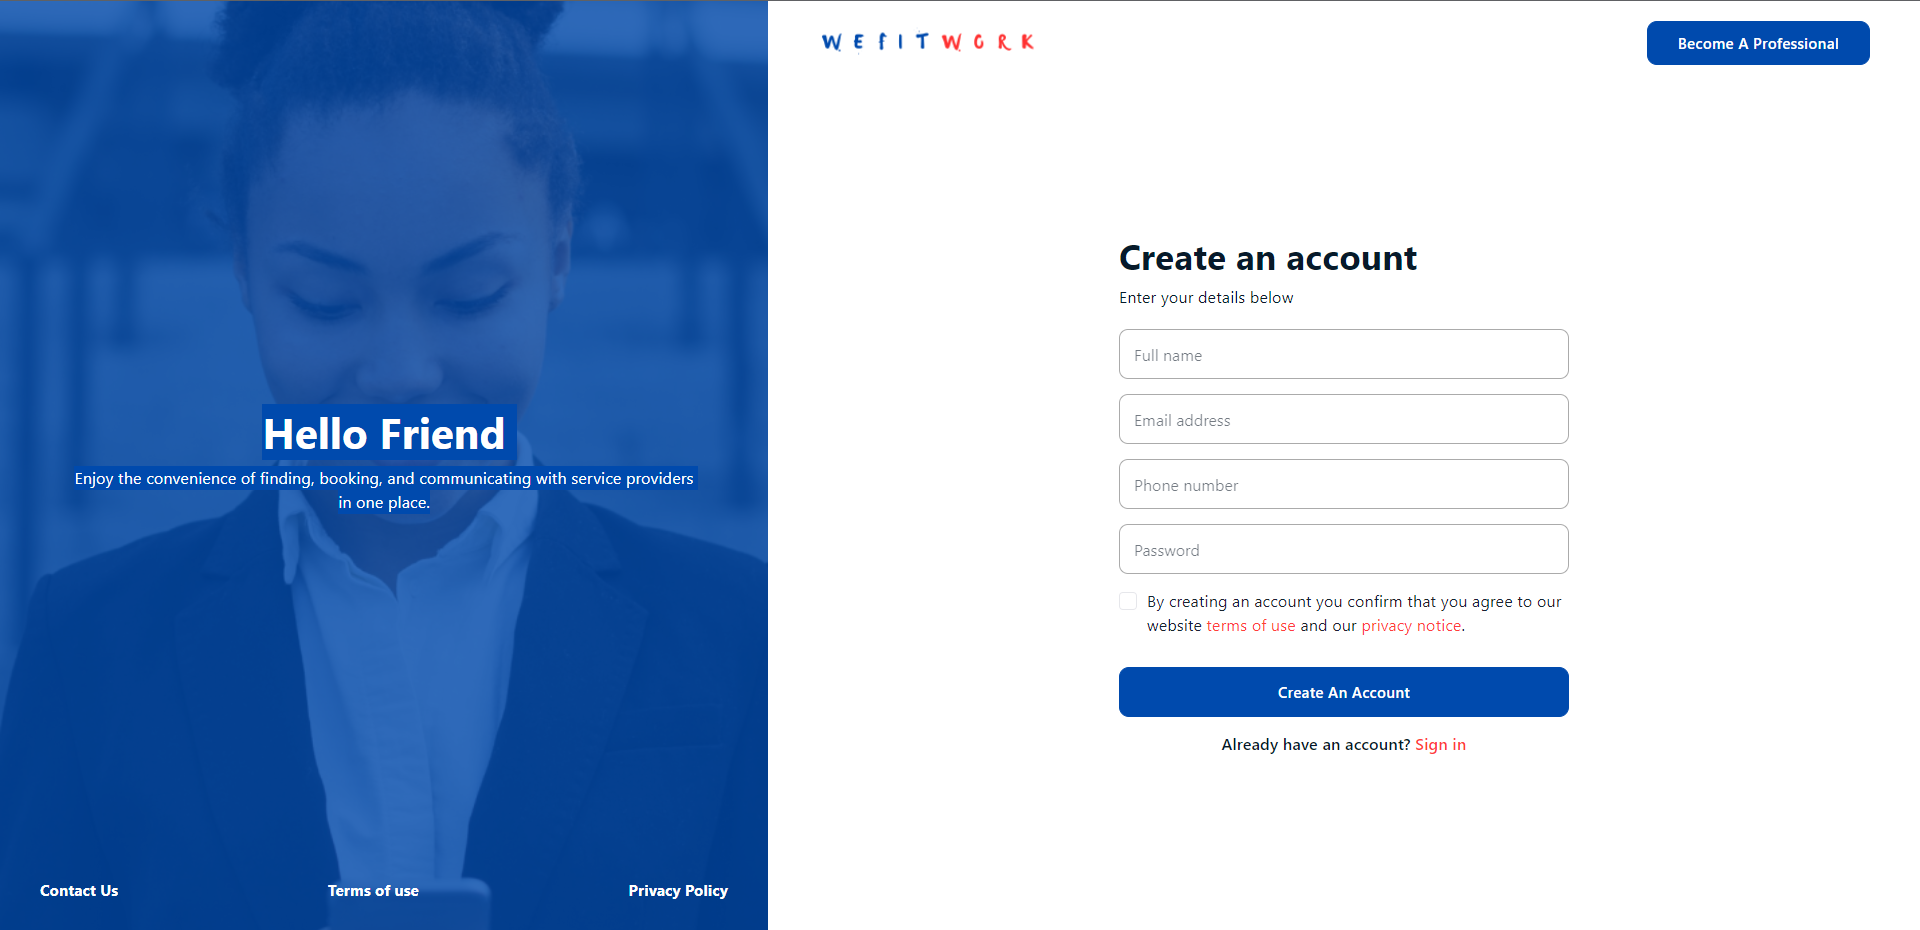 WEFITWORK
Become A Professional
Hello Friend
Enjoy the convenience of finding, booking, and communicating with service providers
in one place.
Contact Us
Terms of use
Privacy Policy
Create an account
Enter your details below
Full name
Email address
Phone number
Password
By creating an account you confirm that you agree to our
website terms of use and our privacy notice.
Create An Account
Already have an account? Sign in